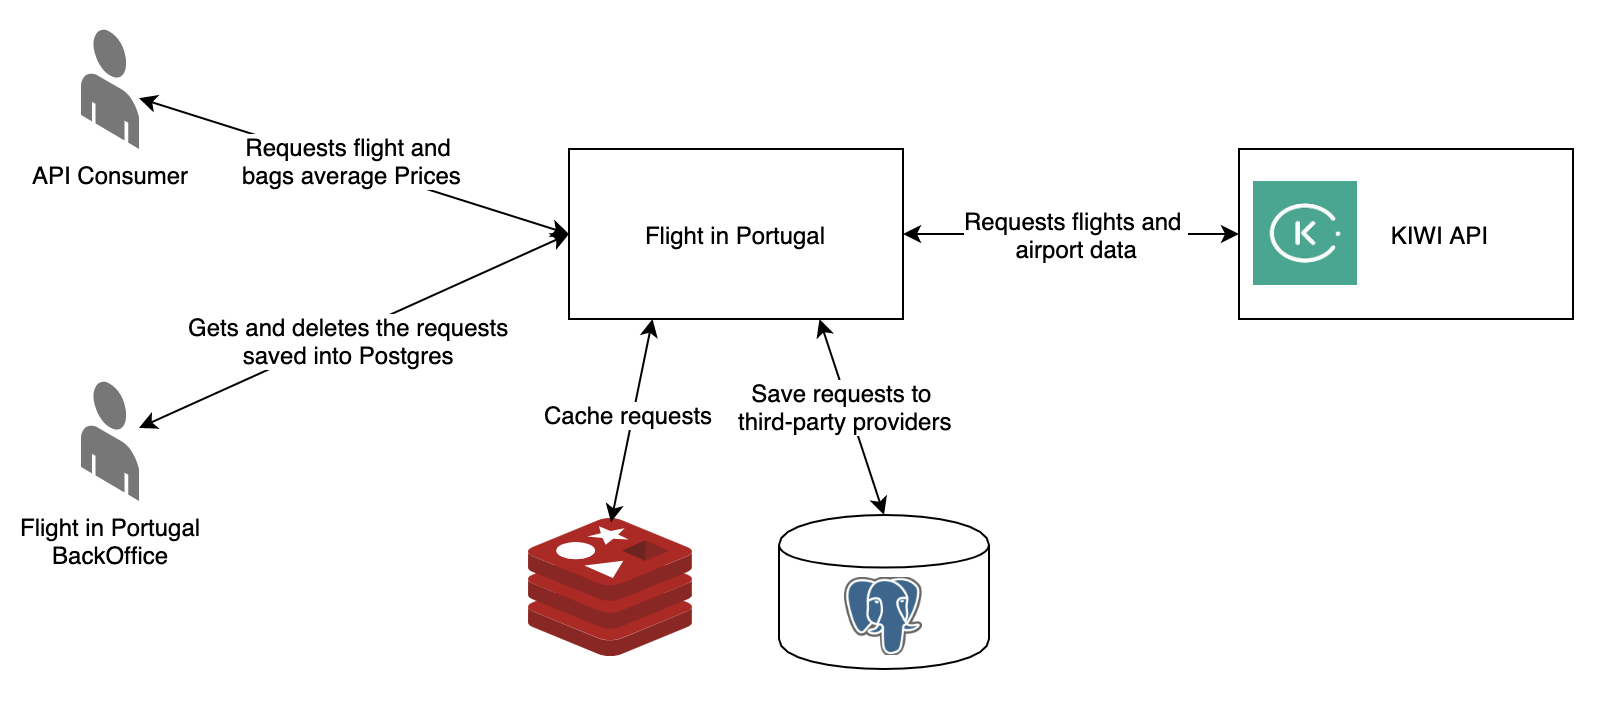 API Consumer
Requests flight and
bags average Prices
Flight in Portugal
Requests flights and
airport data
K
KIWI API
Gets and deletes the requests
saved into Postgres
Flight in Portugal
BackOffice
Cache requests
Save requests to
third-party providers